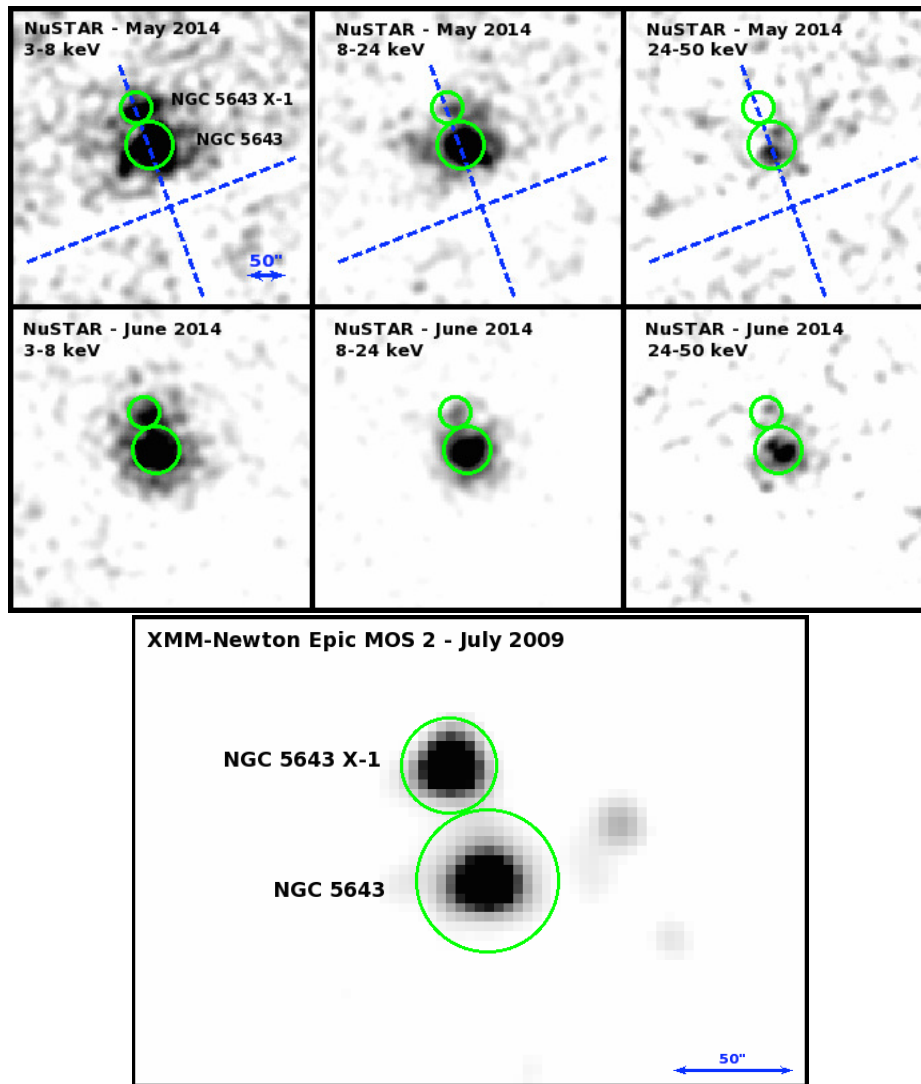 NuSTAR - May 2014
3-8 keV
NGC 5643 X-1
NGC 5643
50"
NuSTAR - May 2014
8-24 keV
NuSTAR - May 2014
24-50 keV
NuSTAR - June 2014
3-8 keV
NuSTAR - June 2014
8-24 keV
NuSTAR - June 2014
24-50 keV
XMM-Newton Epic MOS 2 - July 2009
NGC 5643 X-1
NGC 5643
50"